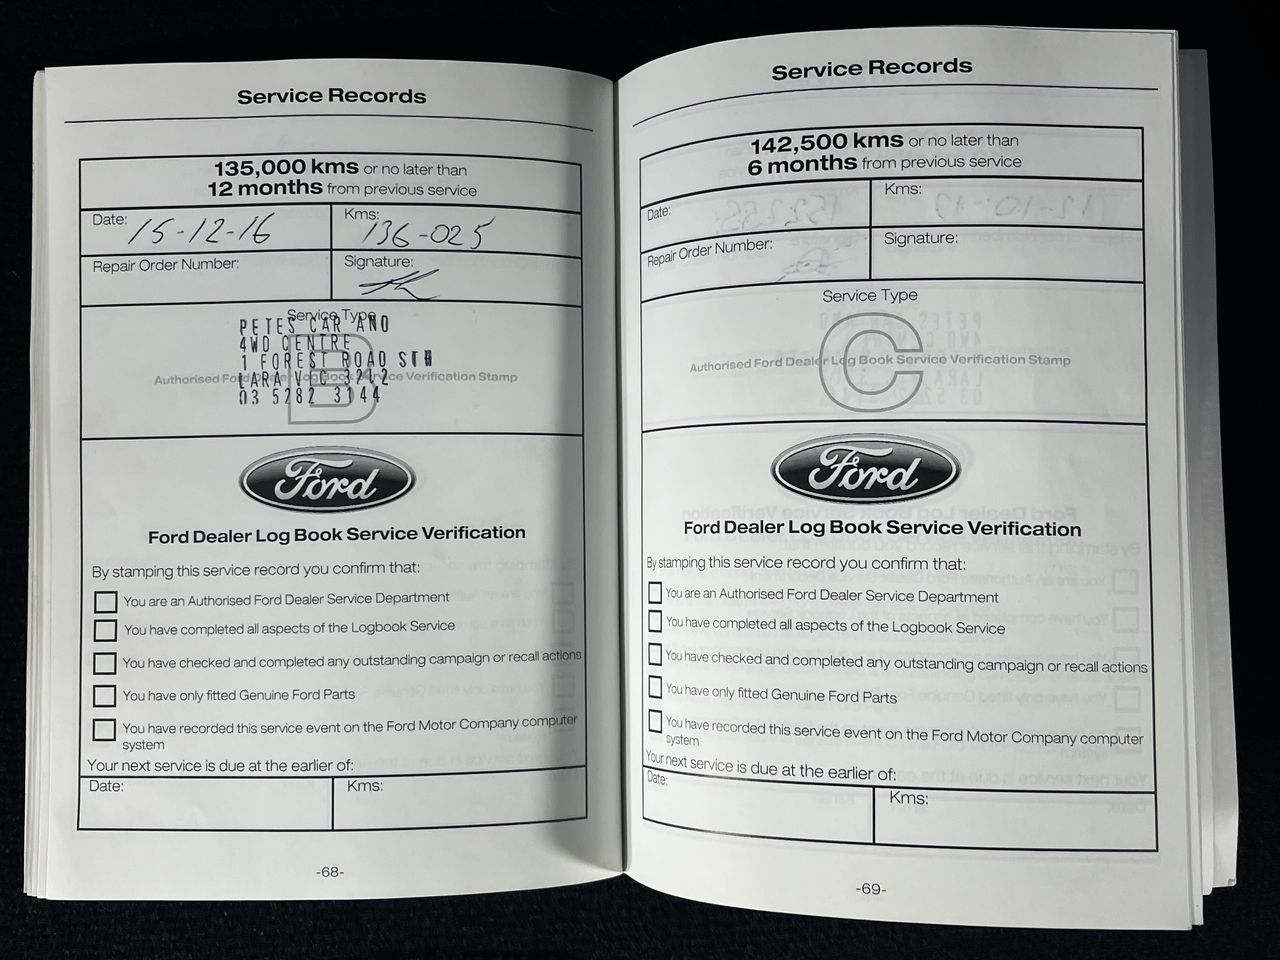 Service Records
135,000 kms or no later than
12 months from previous service
Date: 15-12-16
Kms: 136-025
Repair Order Number:
Signature:
Service Type
PETES CAR AND
4WD CENTRE
1 FOREST ROAD STH
LARA VIC 3212
03 5282 3144
B
Authorised Ford Dealer Log Book Service Verification Stamp
Ford
Ford Dealer Log Book Service Verification
By stamping this service record you confirm that:
You are an Authorised Ford Dealer Service Department
You have completed all aspects of the Logbook Service
You have checked and completed any outstanding campaign or recall actions
You have only fitted Genuine Ford Parts
You have recorded this service event on the Ford Motor Company computer
system
Your next service is due at the earlier of:
Date:
Kms:
-68-
Service Records
142,500 kms or no later than
6 months from previous service
Date:
Kms:
Repair Order Number:
Signature:
Service Type
C
Authorised Ford Dealer Log Book Service Verification Stamp
Ford
Ford Dealer Log Book Service Verification
By stamping this service record you confirm that:
You are an Authorised Ford Dealer Service Department
You have completed all aspects of the Logbook Service
You have checked and completed any outstanding campaign or recall actions
You have only fitted Genuine Ford Parts
You have recorded this service event on the Ford Motor Company computer
system
Your next service is due at the earlier of:
Date:
Kms:
-69-